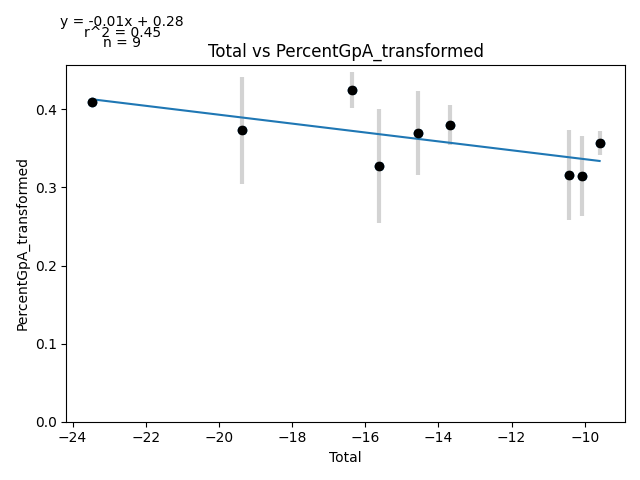 y = -0.01x + 0.28
r^2 = 0.45
n = 9
Total vs PercentGpA_transformed
PercentGpA_transformed
0.4
0.3
0.2
0.1
0.0
−24 −22 −20 −18 −16 −14 −12 −10
Total